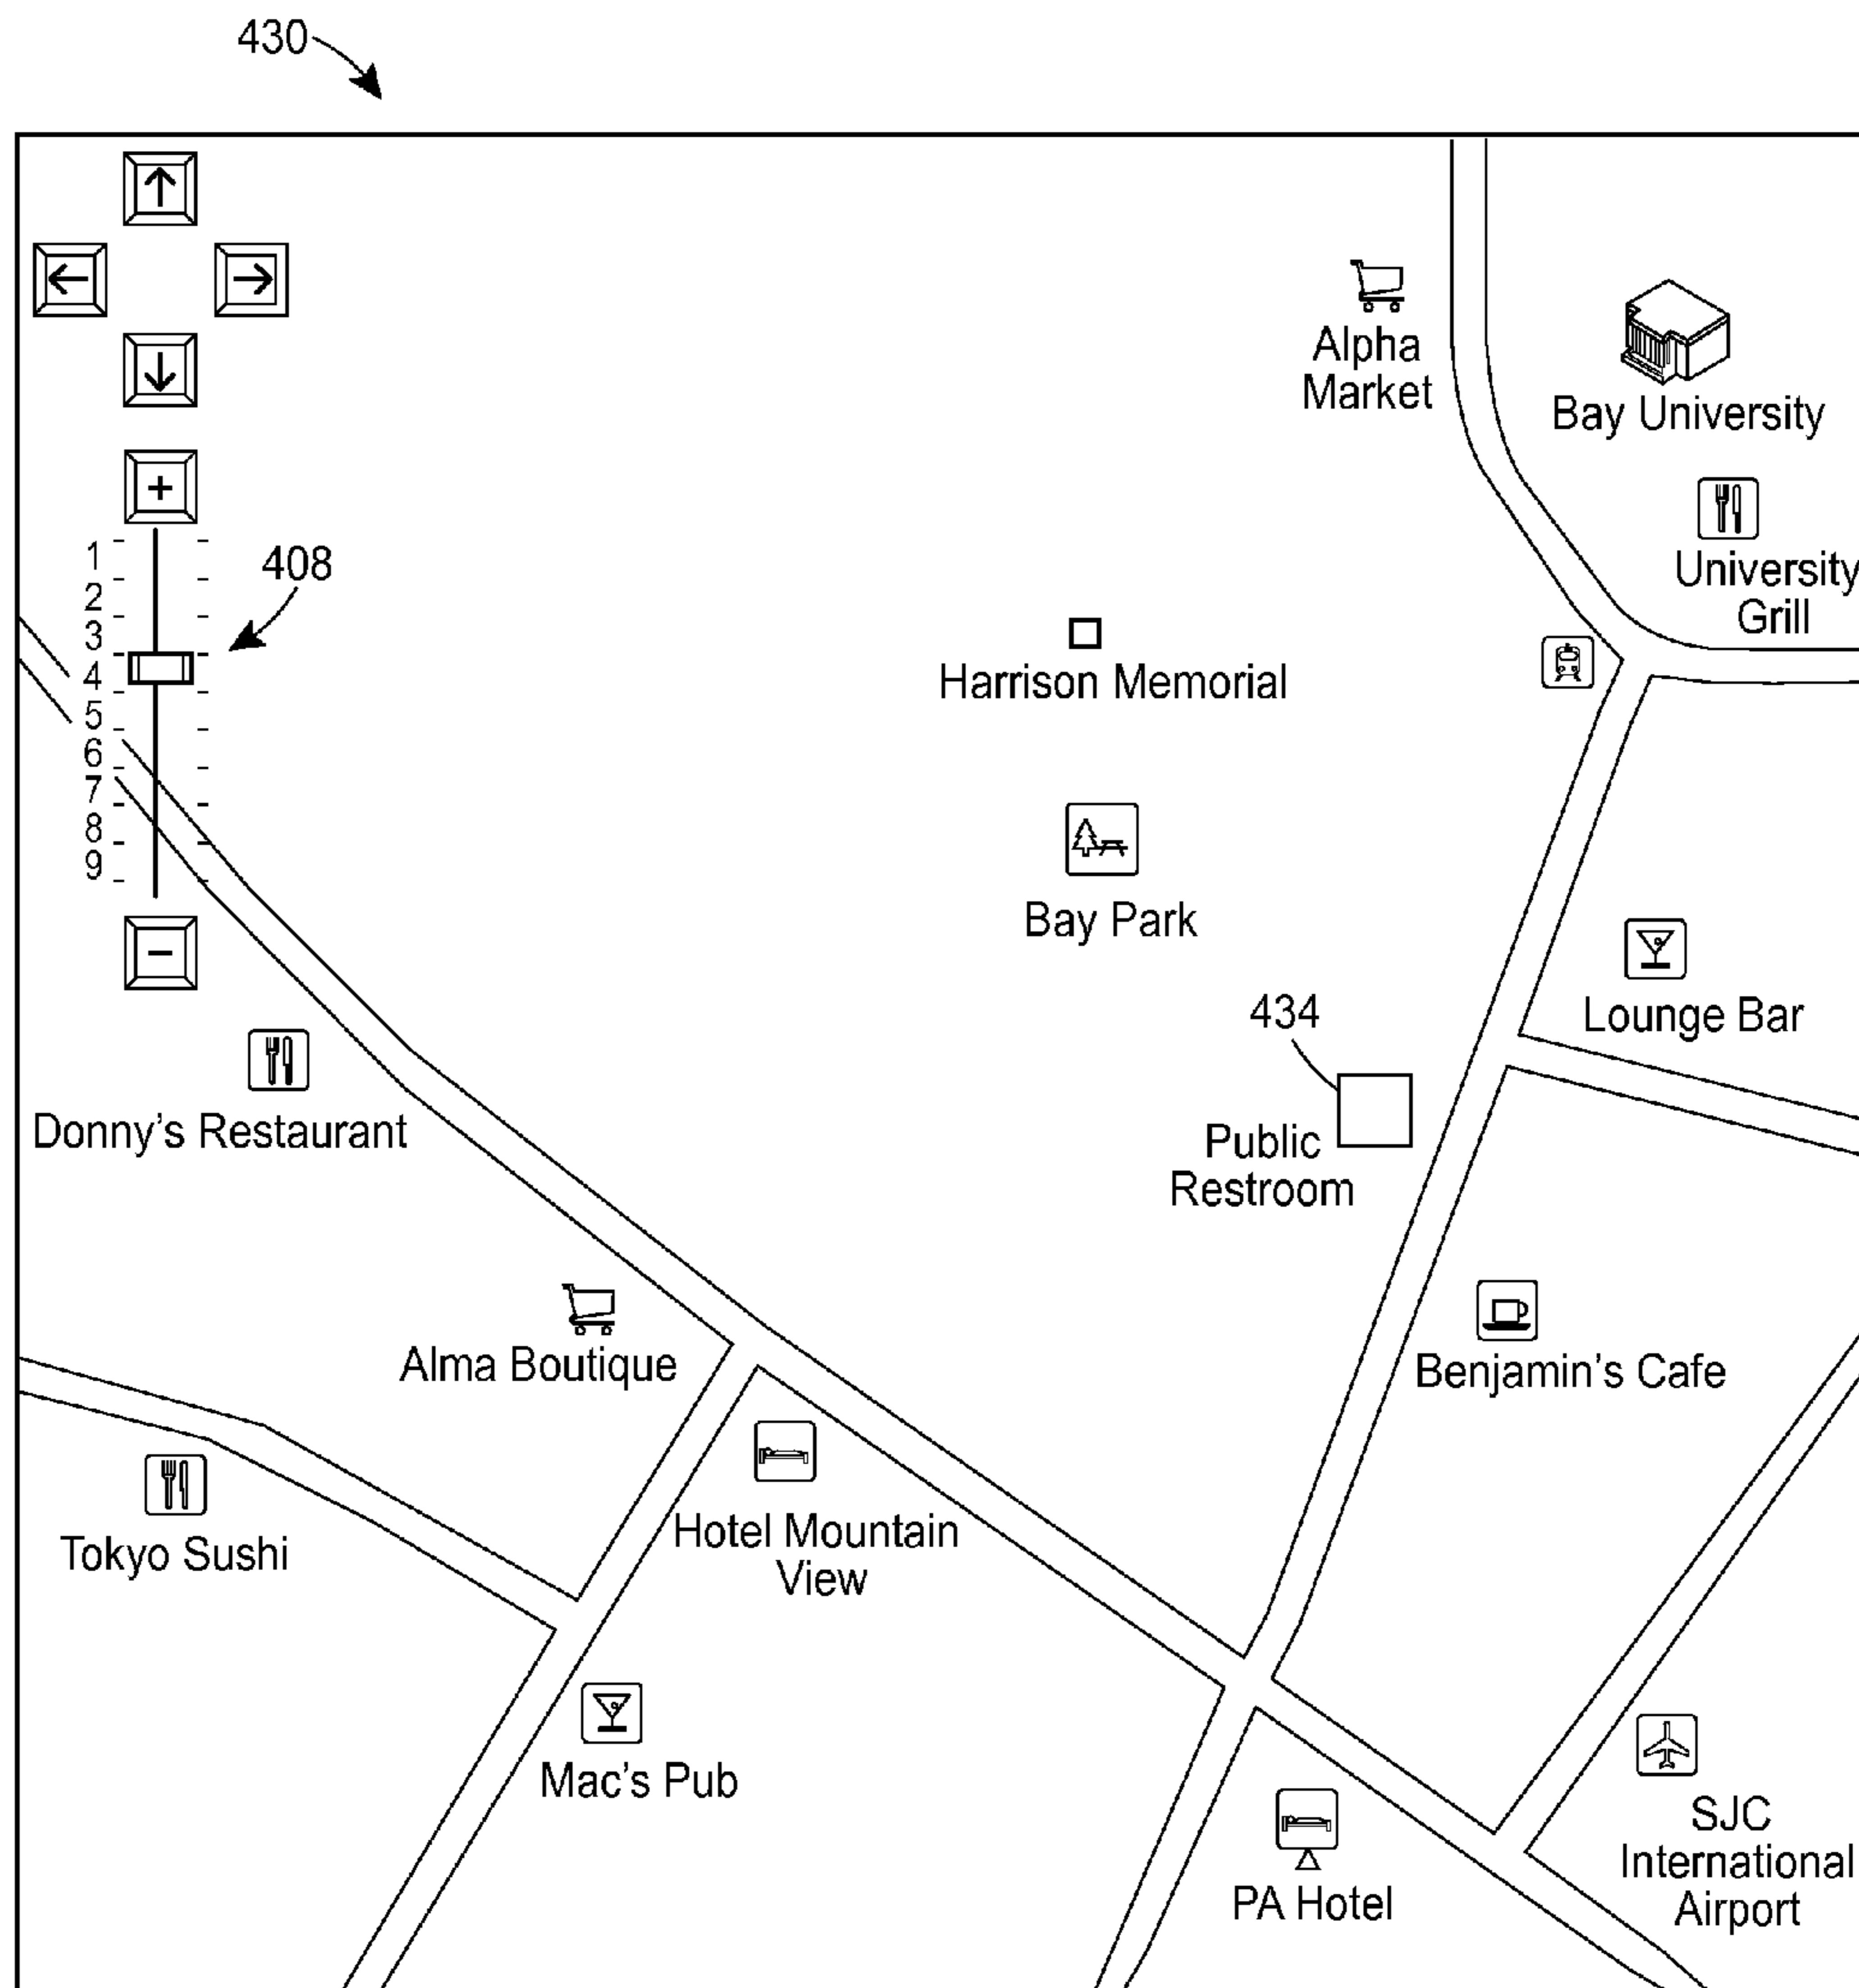 430
+
1
2
3
4
5
6
7
8
9
−
408
Alpha
Market
Bay University
University
Grill
Harrison Memorial
Bay Park
Lounge Bar
434
Public
Restroom
Donny's Restaurant
Alma Boutique
Benjamin's Cafe
Tokyo Sushi
Hotel Mountain
View
Mac's Pub
PA Hotel
SJC
International
Airport